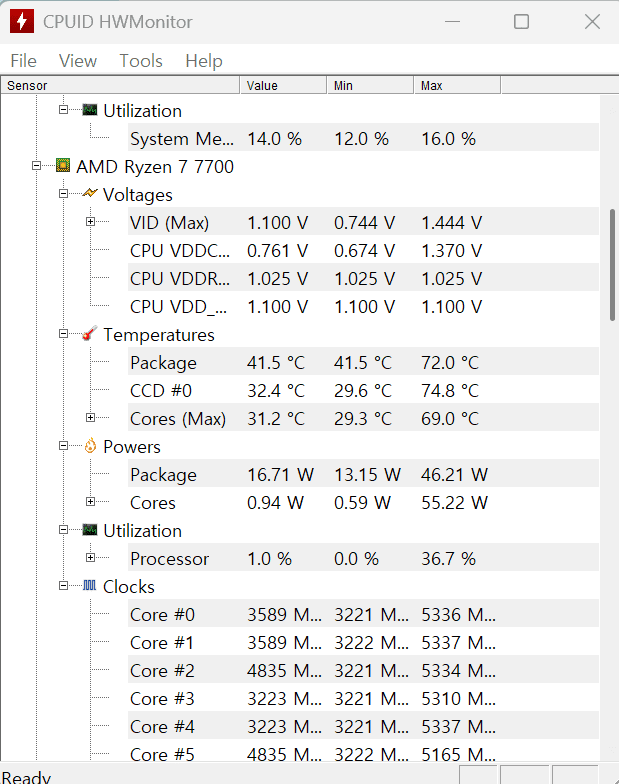 CPUID HWMonitor
File View Tools Help
Sensor Value Min Max
Utilization
System Me... 14.0 % 12.0 % 16.0 %
AMD Ryzen 7 7700
Voltages
VID (Max) 1.100 V 0.744 V 1.444 V
CPU VDDC... 0.761 V 0.674 V 1.370 V
CPU VDDR... 1.025 V 1.025 V 1.025 V
CPU VDD_... 1.100 V 1.100 V 1.100 V
Temperatures
Package 41.5 °C 41.5 °C 72.0 °C
CCD #0 32.4 °C 29.6 °C 74.8 °C
Cores (Max) 31.2 °C 29.3 °C 69.0 °C
Powers
Package 16.71 W 13.15 W 46.21 W
Cores 0.94 W 0.59 W 55.22 W
Utilization
Processor 1.0 % 0.0 % 36.7 %
Clocks
Core #0 3589 M... 3221 M... 5336 M...
Core #1 3589 M... 3222 M... 5337 M...
Core #2 4835 M... 3221 M... 5334 M...
Core #3 3223 M... 3221 M... 5310 M...
Core #4 3223 M... 3221 M... 5337 M...
Core #5 4835 M... 3222 M... 5165 M...
Ready